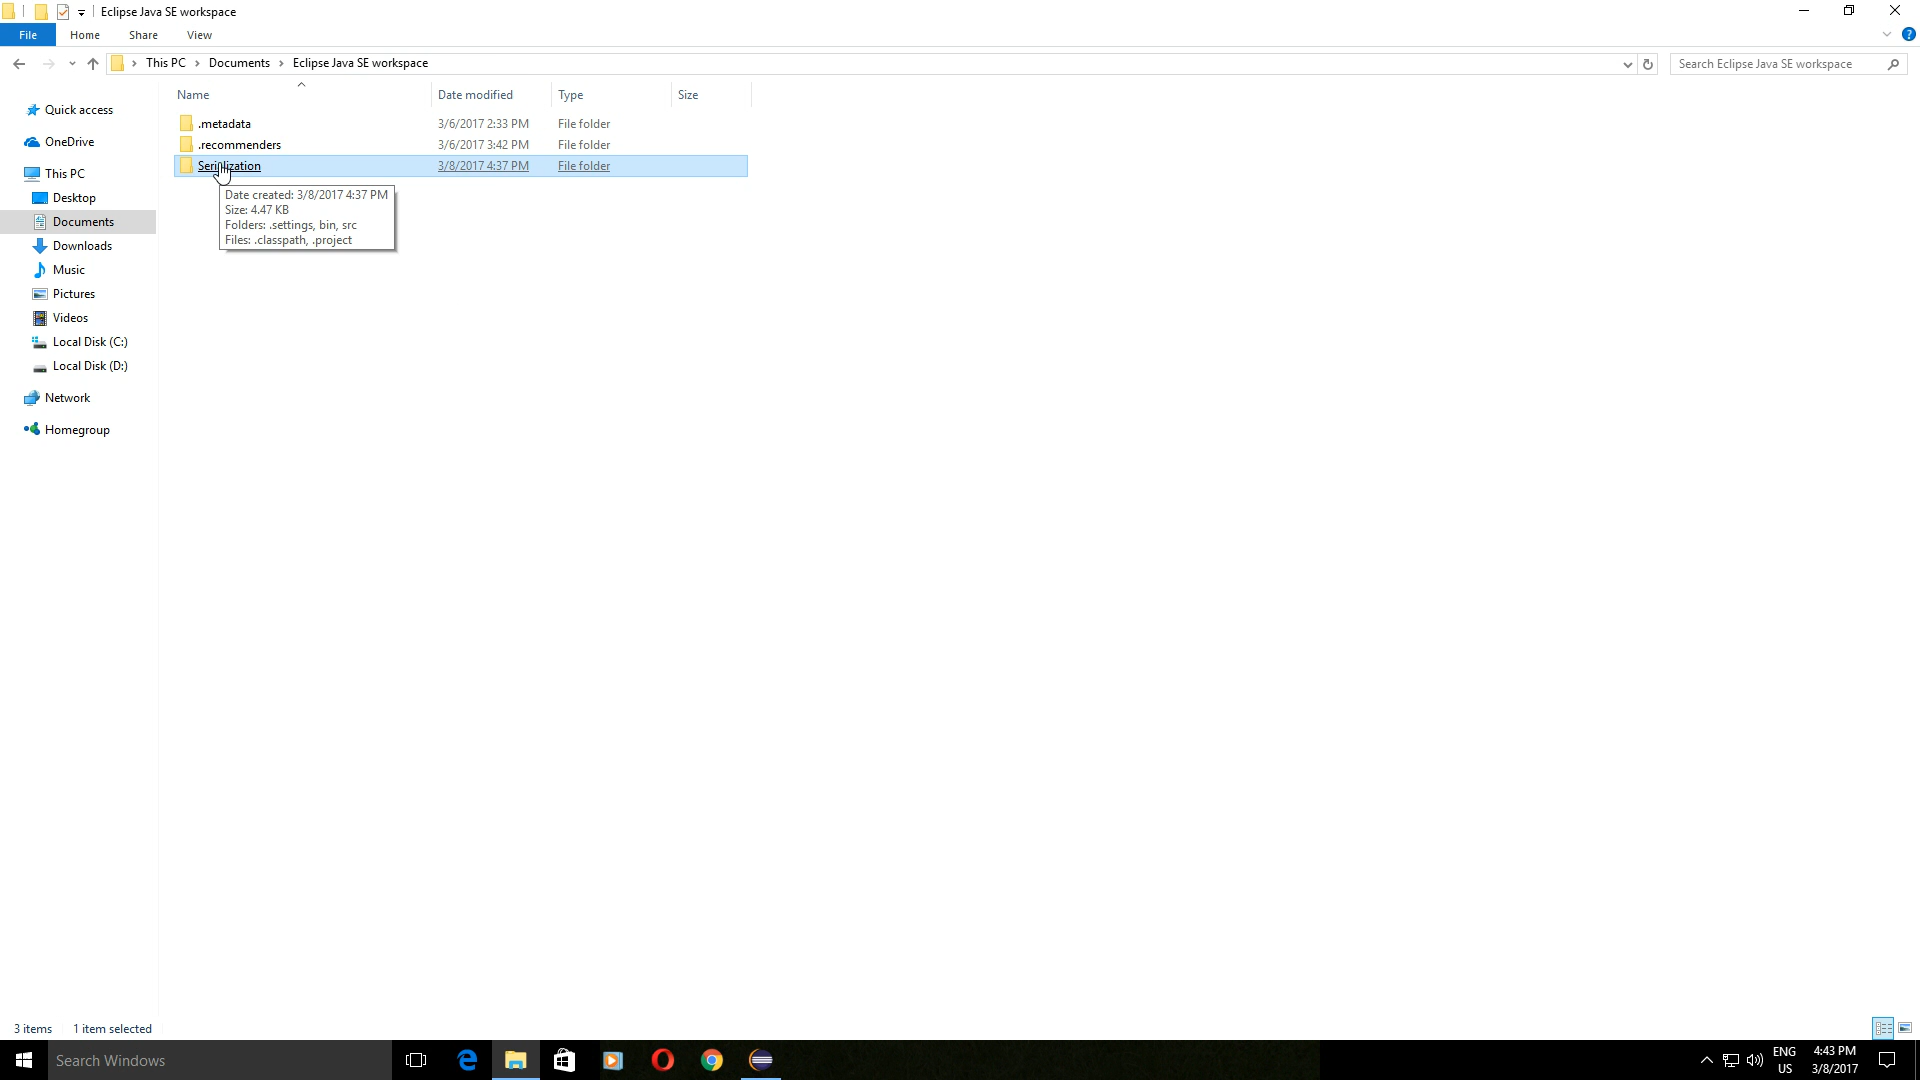 Eclipse Java SE workspace
File Home Share View
This PC Documents Eclipse Java SE workspace
Search Eclipse Java SE workspace
Name Date modified Type Size
Quick access
OneDrive
This PC
Desktop
Documents
Downloads
Music
Pictures
Videos
Local Disk (C:)
Local Disk (D:)
Network
Homegroup
.metadata 3/6/2017 2:33 PM File folder
.recommenders 3/6/2017 3:42 PM File folder
Serialization 3/8/2017 4:37 PM File folder
Date created: 3/8/2017 4:37 PM
Size: 4.47 KB
Folders: .settings, bin, src
Files: .classpath, .project
3 items 1 item selected
Search Windows
ENG
US
4:43 PM
3/8/2017